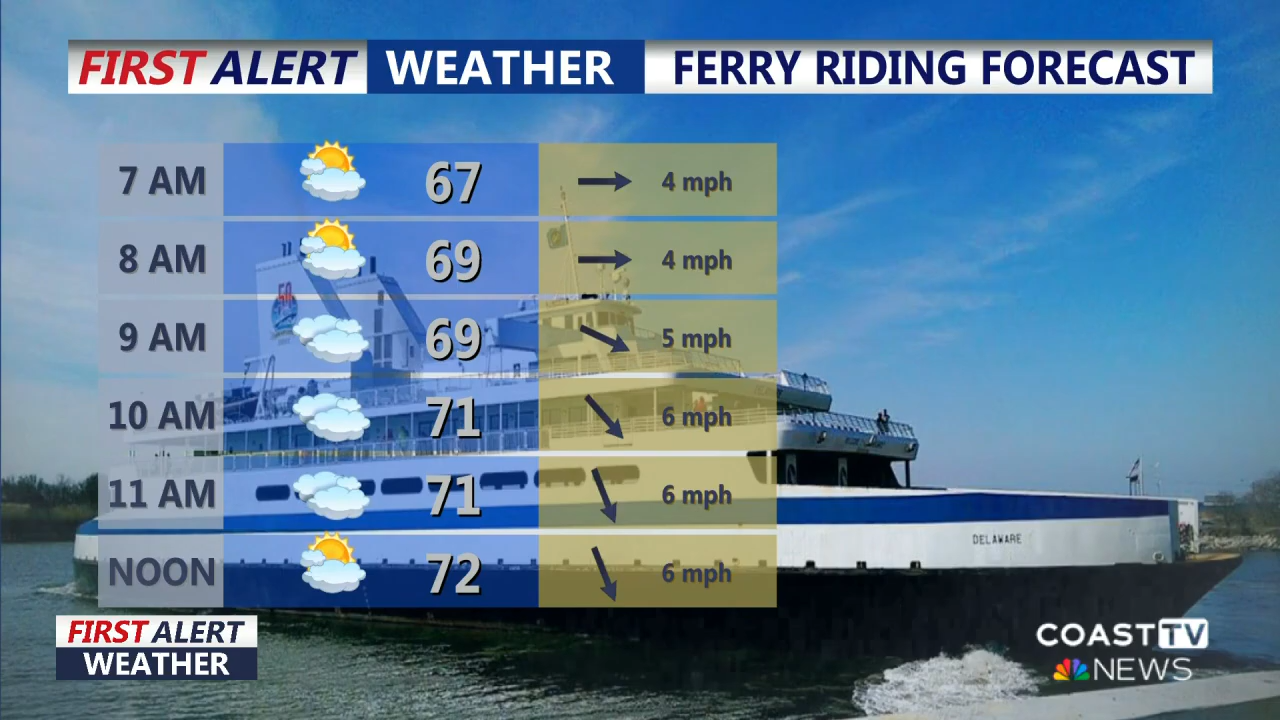 FIRST ALERT WEATHER FERRY RIDING FORECAST
7 AM 67 4 mph
8 AM 69 4 mph
9 AM 69 5 mph
10 AM 71 6 mph
11 AM 71 6 mph
NOON 72 6 mph
50
DELAWARE
FIRST ALERT
WEATHER
COAST TV
NEWS